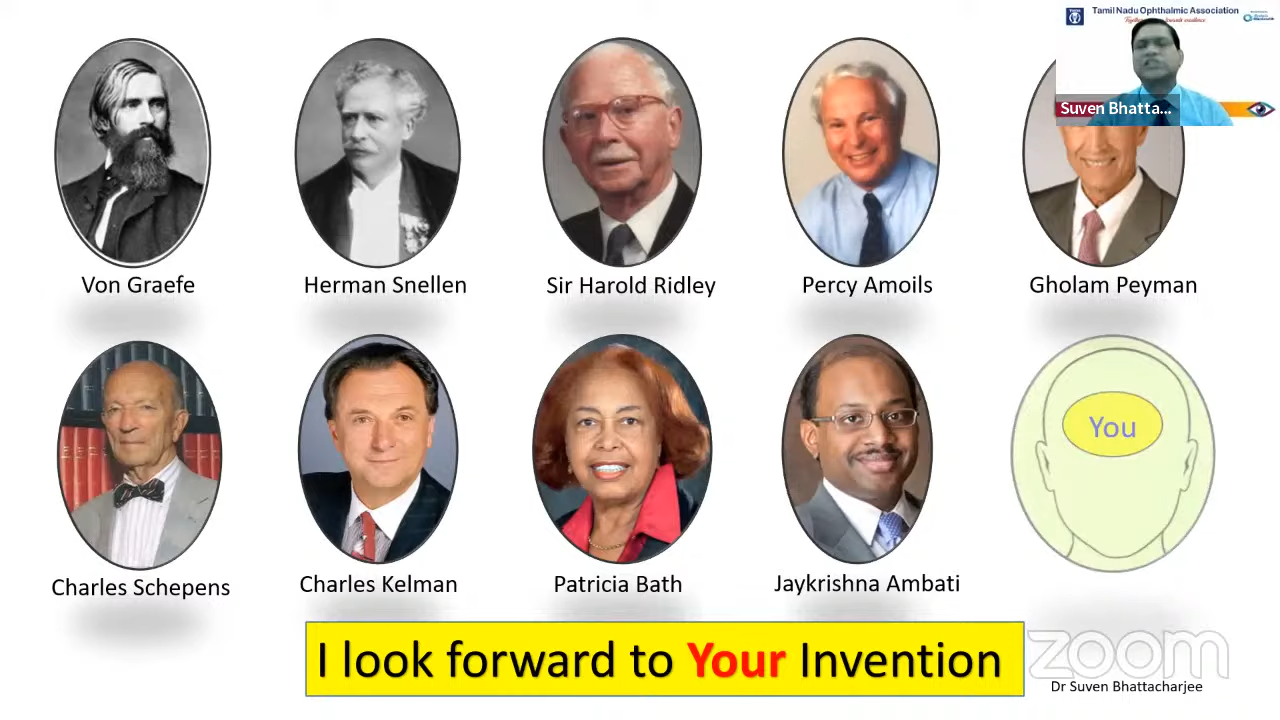 Tamil Nadu Ophthalmic Association
Suven Bhatta...
Von Graefe
Herman Snellen
Sir Harold Ridley
Percy Amoils
Gholam Peyman
You
Charles Schepens
Charles Kelman
Patricia Bath
Jaykrishna Ambati
I look forward to Your Invention
zoom
Dr Suven Bhattacharjee